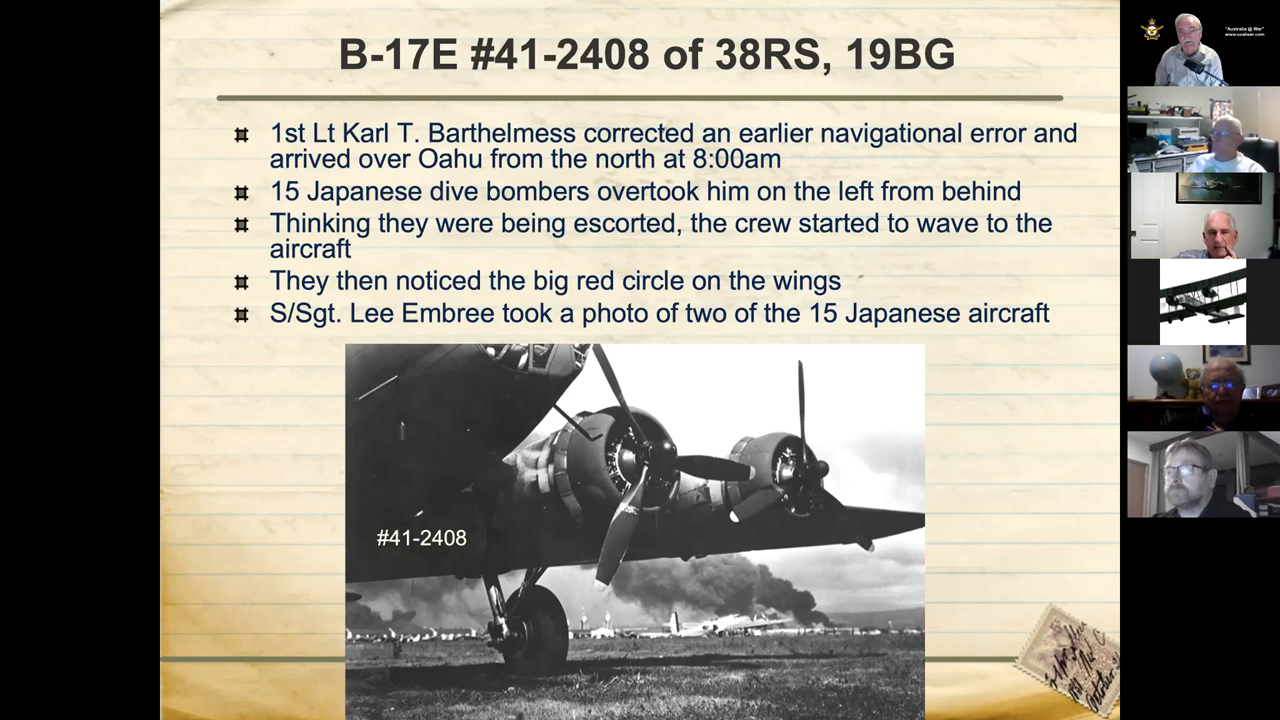 B-17E #41-2408 of 38RS, 19BG
1st Lt Karl T. Barthelmess corrected an earlier navigational error and
arrived over Oahu from the north at 8:00am
15 Japanese dive bombers overtook him on the left from behind
Thinking they were being escorted, the crew started to wave to the
aircraft
They then noticed the big red circle on the wings
S/Sgt. Lee Embree took a photo of two of the 15 Japanese aircraft
#41-2408
"Australia @ War"
www.ozatwar.com